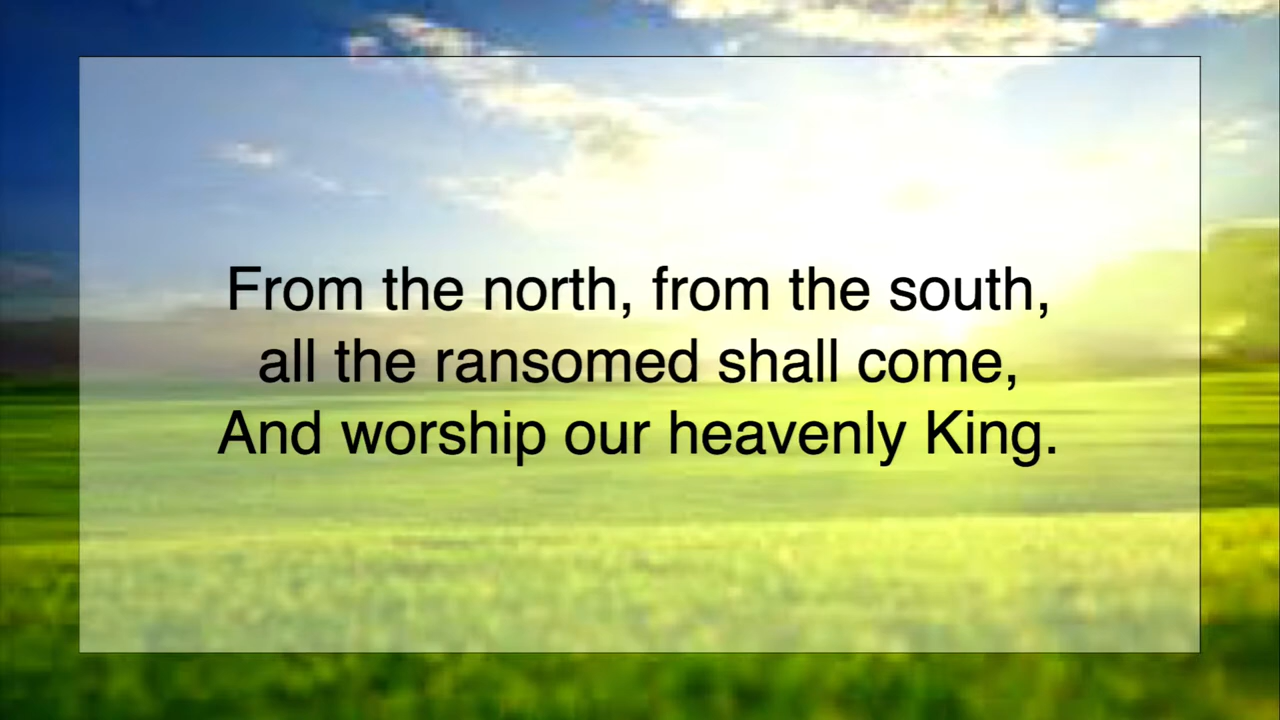 From the north, from the south,
all the ransomed shall come,
And worship our heavenly King.